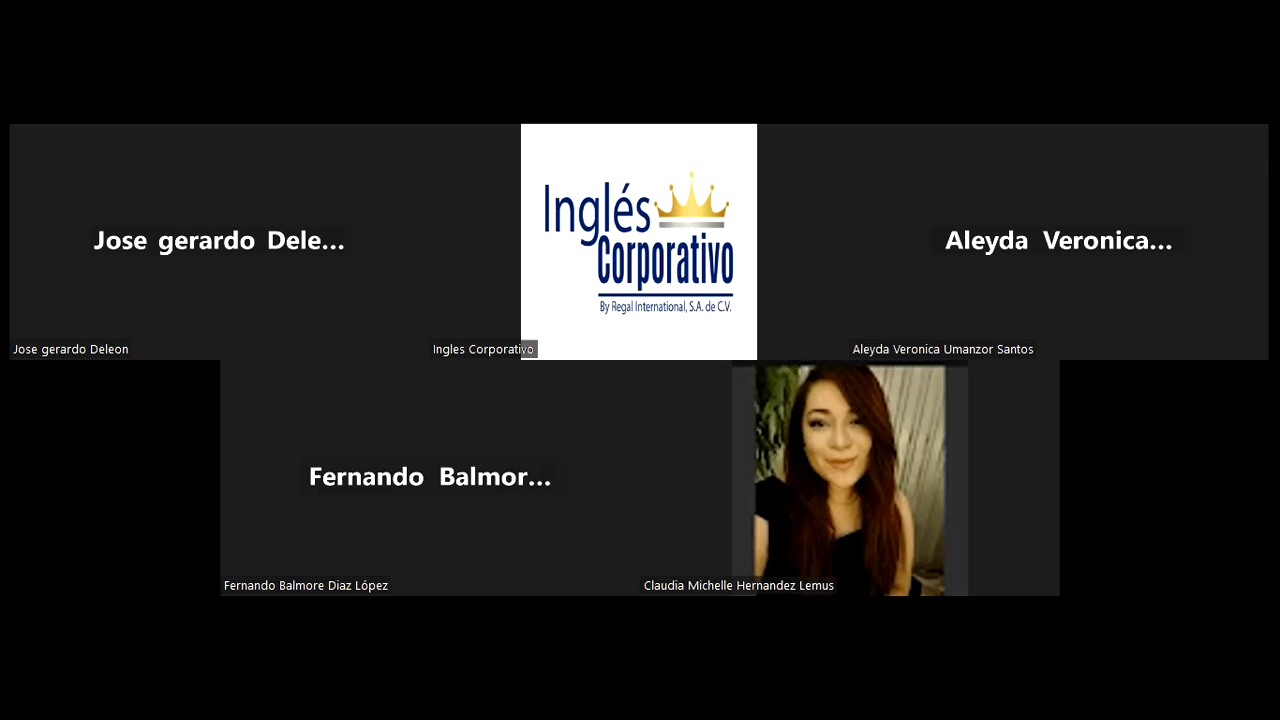 Jose gerardo Dele...
Inglés
Corporativo
By Regal International, S.A. de C.V.
Aleyda Veronica...
Jose gerardo Deleon
Ingles Corporativo
Aleyda Veronica Umanzor Santos
Fernando Balmor...
Fernando Balmore Diaz López
Claudia Michelle Hernandez Lemus